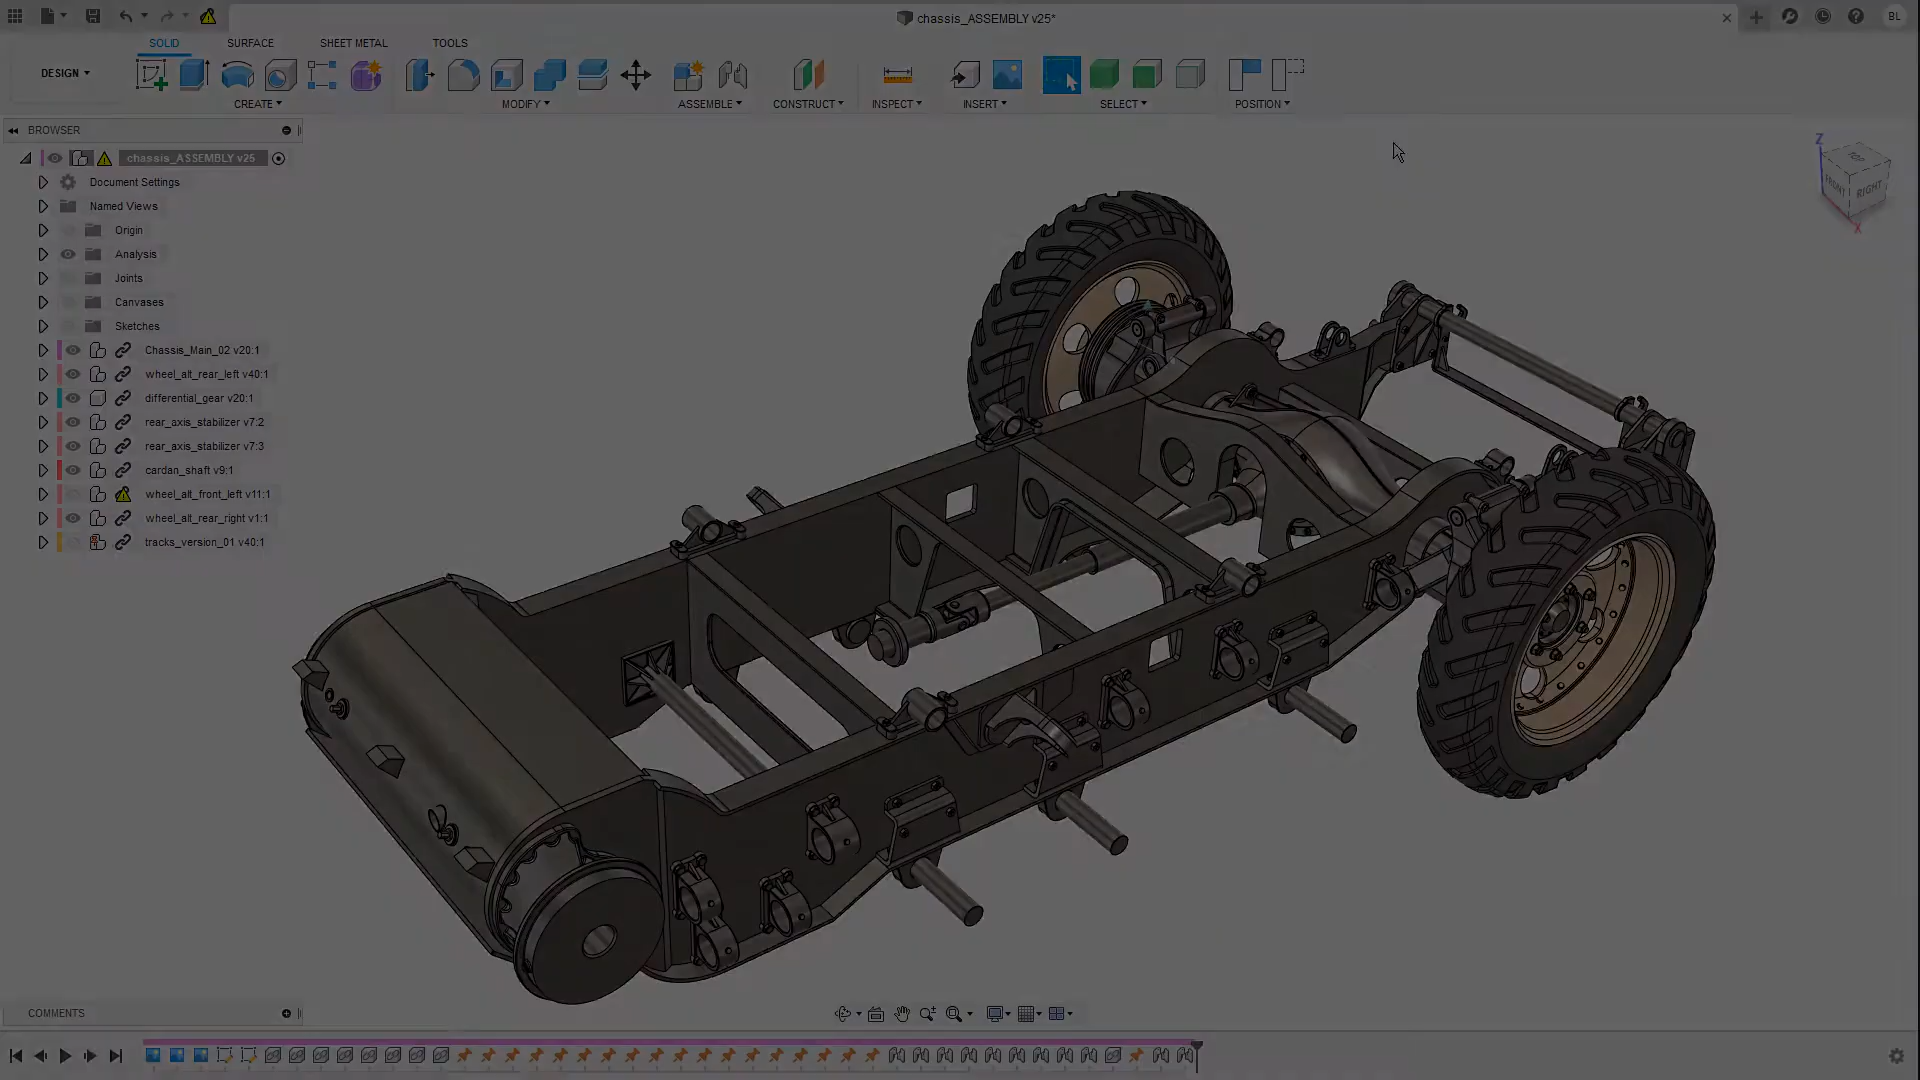 chassis_ASSEMBLY v25*
BL
DESIGN
SOLID
SURFACE
SHEET METAL
TOOLS
CREATE
MODIFY
ASSEMBLE
CONSTRUCT
INSPECT
INSERT
SELECT
POSITION
BROWSER
chassis_ASSEMBLY v25
Document Settings
Named Views
Origin
Analysis
Joints
Canvases
Sketches
Chassis_Main_02 v20:1
wheel_alt_rear_left v40:1
differential_gear v20:1
rear_axis_stabilizer v7:2
rear_axis_stabilizer v7:3
cardan_shaft v9:1
wheel_alt_front_left v11:1
wheel_alt_rear_right v1:1
tracks_version_01 v40:1
Z
TOP
FRONT
RIGHT
X
COMMENTS